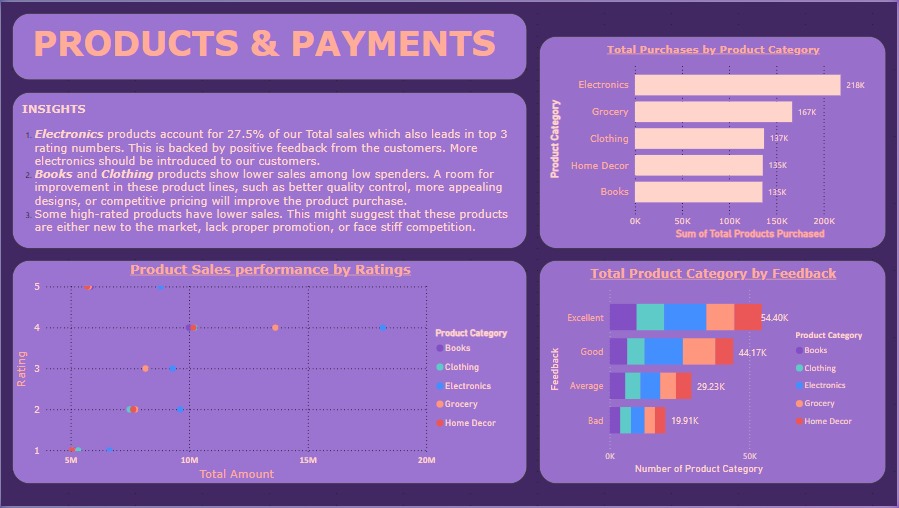 PRODUCTS & PAYMENTS
INSIGHTS
1. Electronics products account for 27.5% of our Total sales which also leads in top 3
rating numbers. This is backed by positive feedback from the customers. More
electronics should be introduced to our customers.
2. Books and Clothing products show lower sales among low spenders. A room for
improvement in these product lines, such as better quality control, more appealing
designs, or competitive pricing will improve the product purchase.
3. Some high-rated products have lower sales. This might suggest that these products
are either new to the market, lack proper promotion, or face stiff competition.
Total Purchases by Product Category
Product Category
Electronics 218K
Grocery 167K
Clothing 137K
Home Decor 135K
Books 135K
0K 50K 100K 150K 200K
Sum of Total Products Purchased
Product Sales performance by Ratings
Rating
5
4
3
2
1
5M 10M 15M 20M
Total Amount
Product Category
Books
Clothing
Electronics
Grocery
Home Decor
Total Product Category by Feedback
Feedback
Excellent 54.40K
Good 44.17K
Average 29.23K
Bad 19.91K
0K 50K
Number of Product Category
Product Category
Books
Clothing
Electronics
Grocery
Home Decor